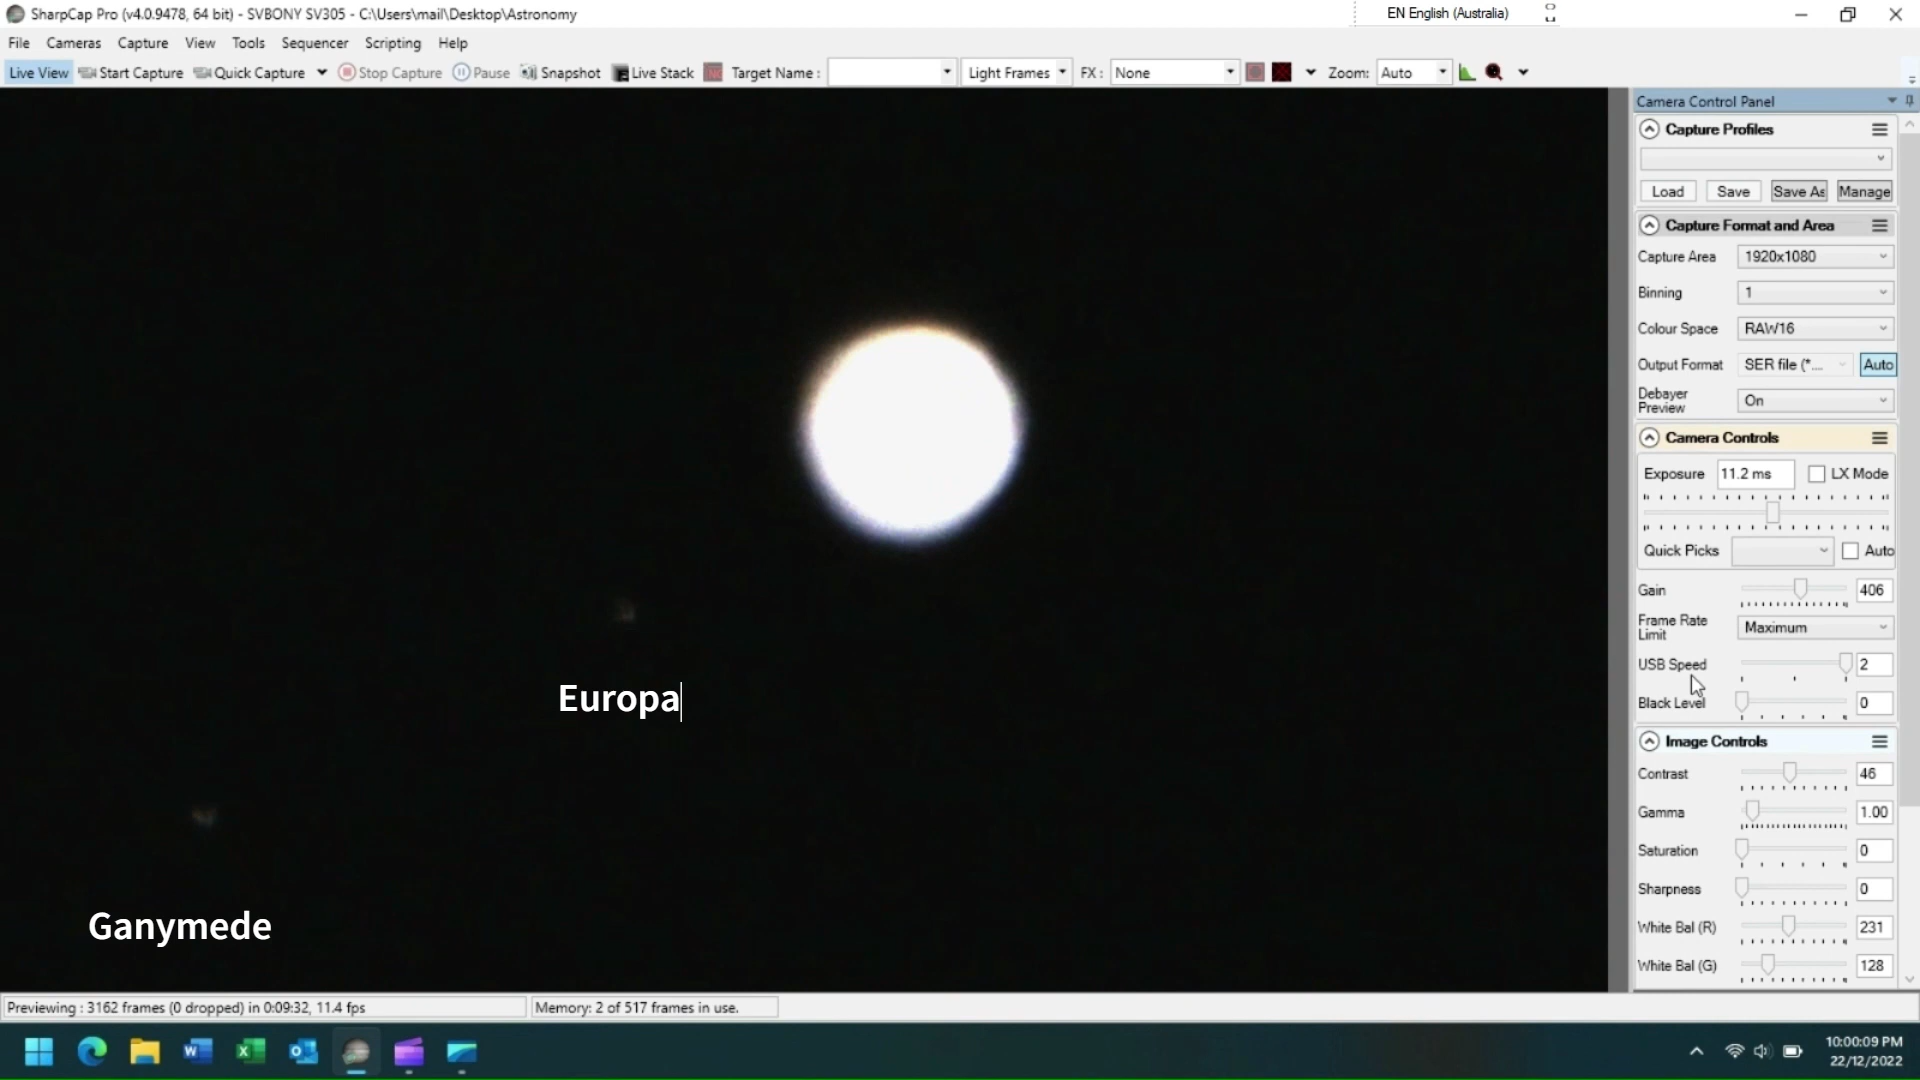 SharpCap Pro (v4.0.9478, 64 bit) - SVBONY SV305 - C:\Users\mail\Desktop\Astronomy
EN English (Australia)
File Cameras Capture View Tools Sequencer Scripting Help
Live View Start Capture Quick Capture Stop Capture Pause Snapshot Live Stack Target Name : Light Frames FX : None Zoom: Auto
Camera Control Panel
Capture Profiles
Load Save Save As Manage
Capture Format and Area
Capture Area 1920x1080
Binning 1
Colour Space RAW16
Output Format SER file (*.... Auto
Debayer Preview On
Camera Controls
Exposure 11.2 ms LX Mode
Quick Picks Auto
Gain 406
Frame Rate Limit Maximum
USB Speed 2
Black Level 0
Image Controls
Contrast 46
Gamma 1.00
Saturation 0
Sharpness 0
White Bal (R) 231
White Bal (G) 128
Europa
Ganymede
Previewing : 3162 frames (0 dropped) in 0:09:32, 11.4 fps
Memory: 2 of 517 frames in use.
10:00:09 PM
22/12/2022